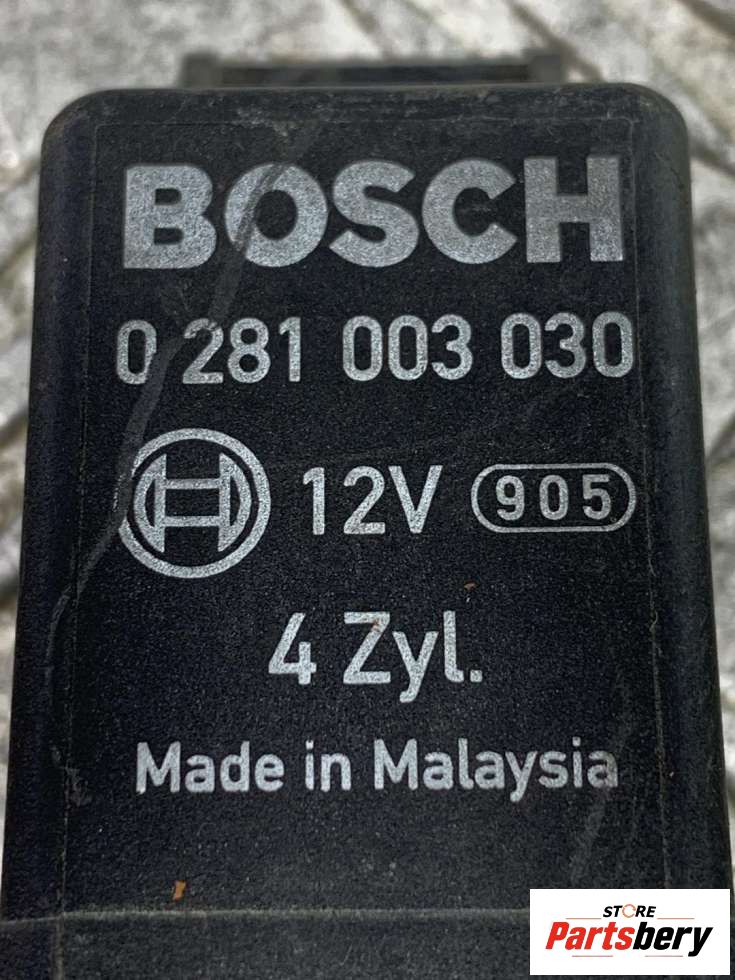 BOSCH
0 281 003 030
12V 905
4 Zyl.
Made in Malaysia
STORE
Partsbery